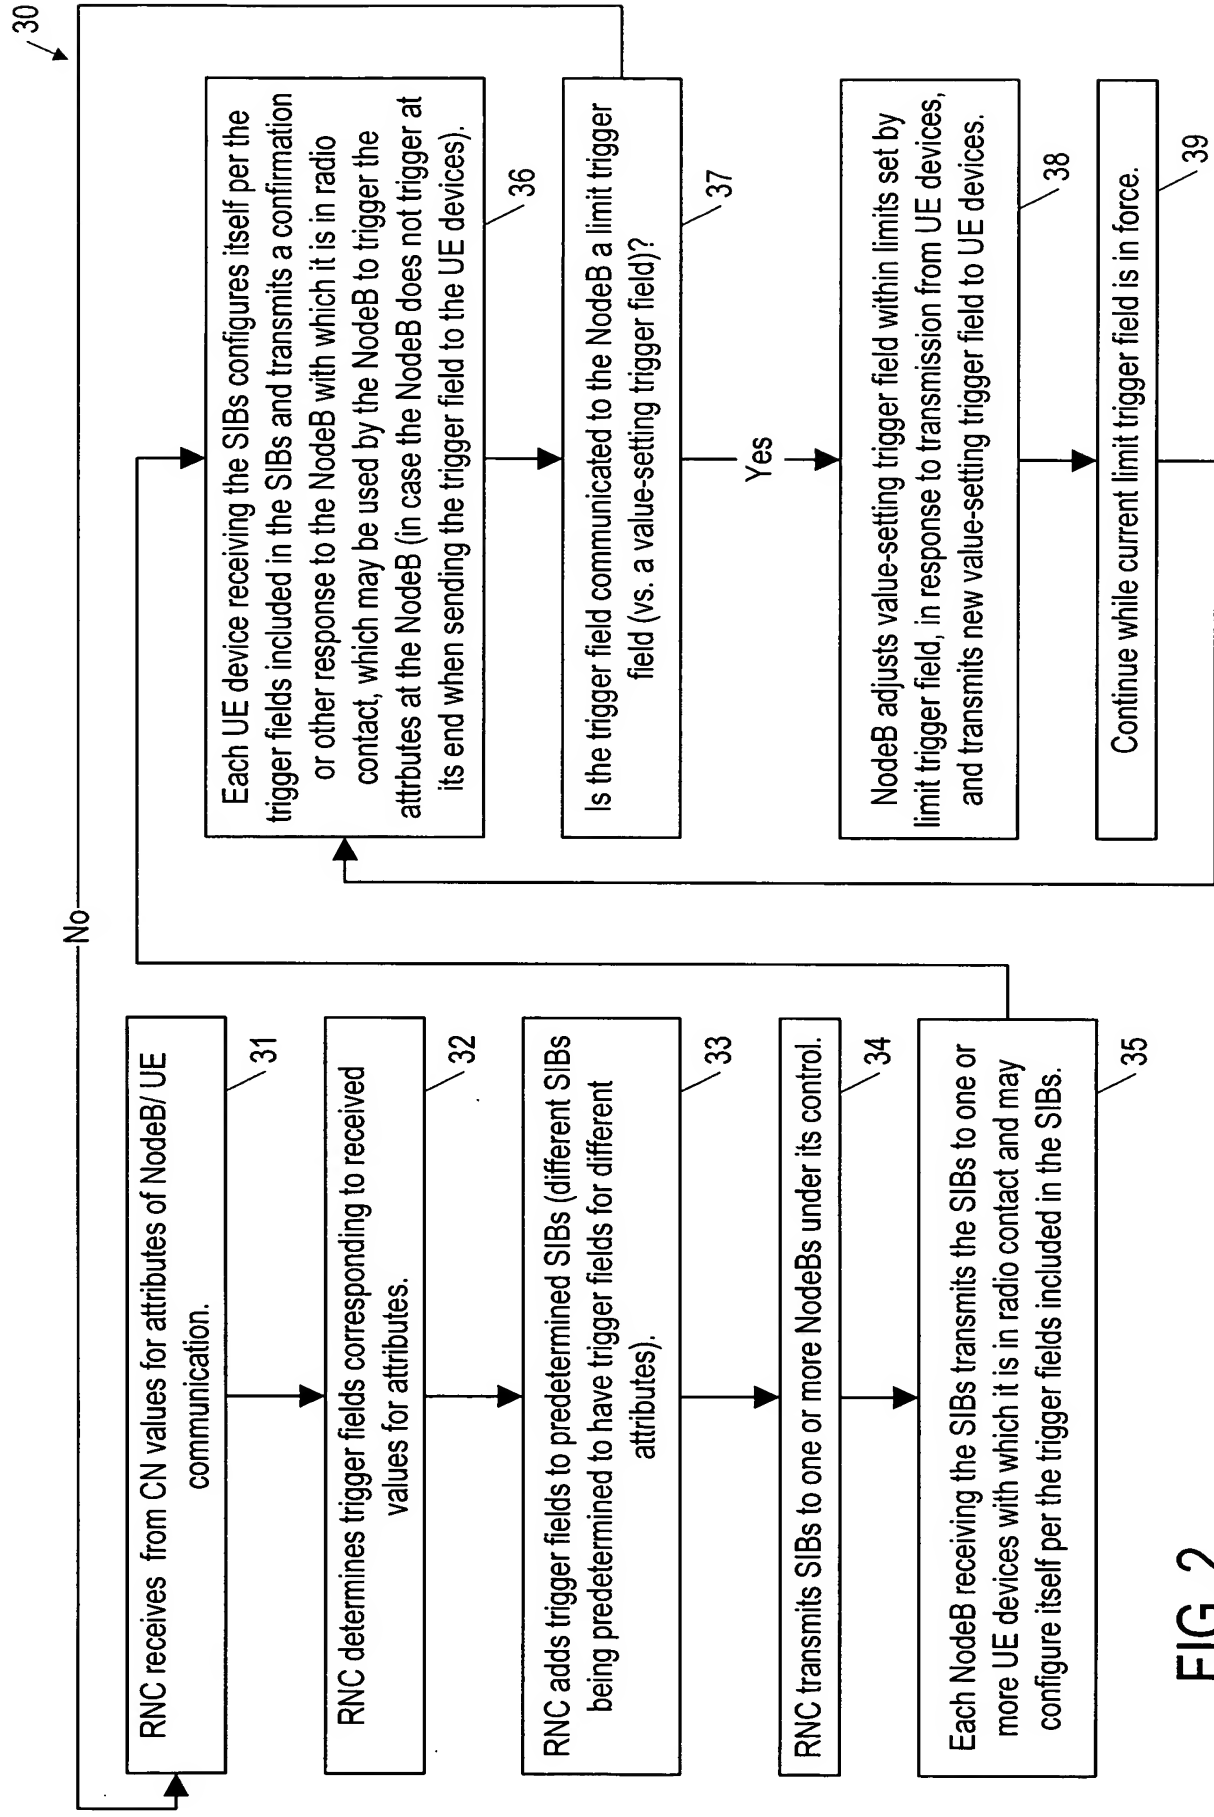 30
No
RNC receives from CN values for attributes of NodeB/ UE
communication.
31
RNC determines trigger fields corresponding to received
values for attributes.
32
RNC adds trigger fields to predetermined SIBs (different SIBs
being predetermined to have trigger fields for different
attributes).
33
RNC transmits SIBs to one or more NodeBs under its control.
34
Each NodeB receiving the SIBs transmits the SIBs to one or
more UE devices with which it is in radio contact and may
configure itself per the trigger fields included in the SIBs.
35
Each UE device receiving the SIBs configures itself per the
trigger fields included in the SIBs and transmits a confirmation
or other response to the NodeB with which it is in radio
contact, which may be used by the NodeB to trigger the
attrbutes at the NodeB (in case the NodeB does not trigger at
its end when sending the trigger field to the UE devices).
36
Is the trigger field communicated to the NodeB a limit trigger
field (vs. a value-setting trigger field)?
37
Yes
NodeB adjusts value-setting trigger field within limits set by
limit trigger field, in response to transmission from UE devices,
and transmits new value-setting trigger field to UE devices.
38
Continue while current limit trigger field is in force.
39
FIG. 2